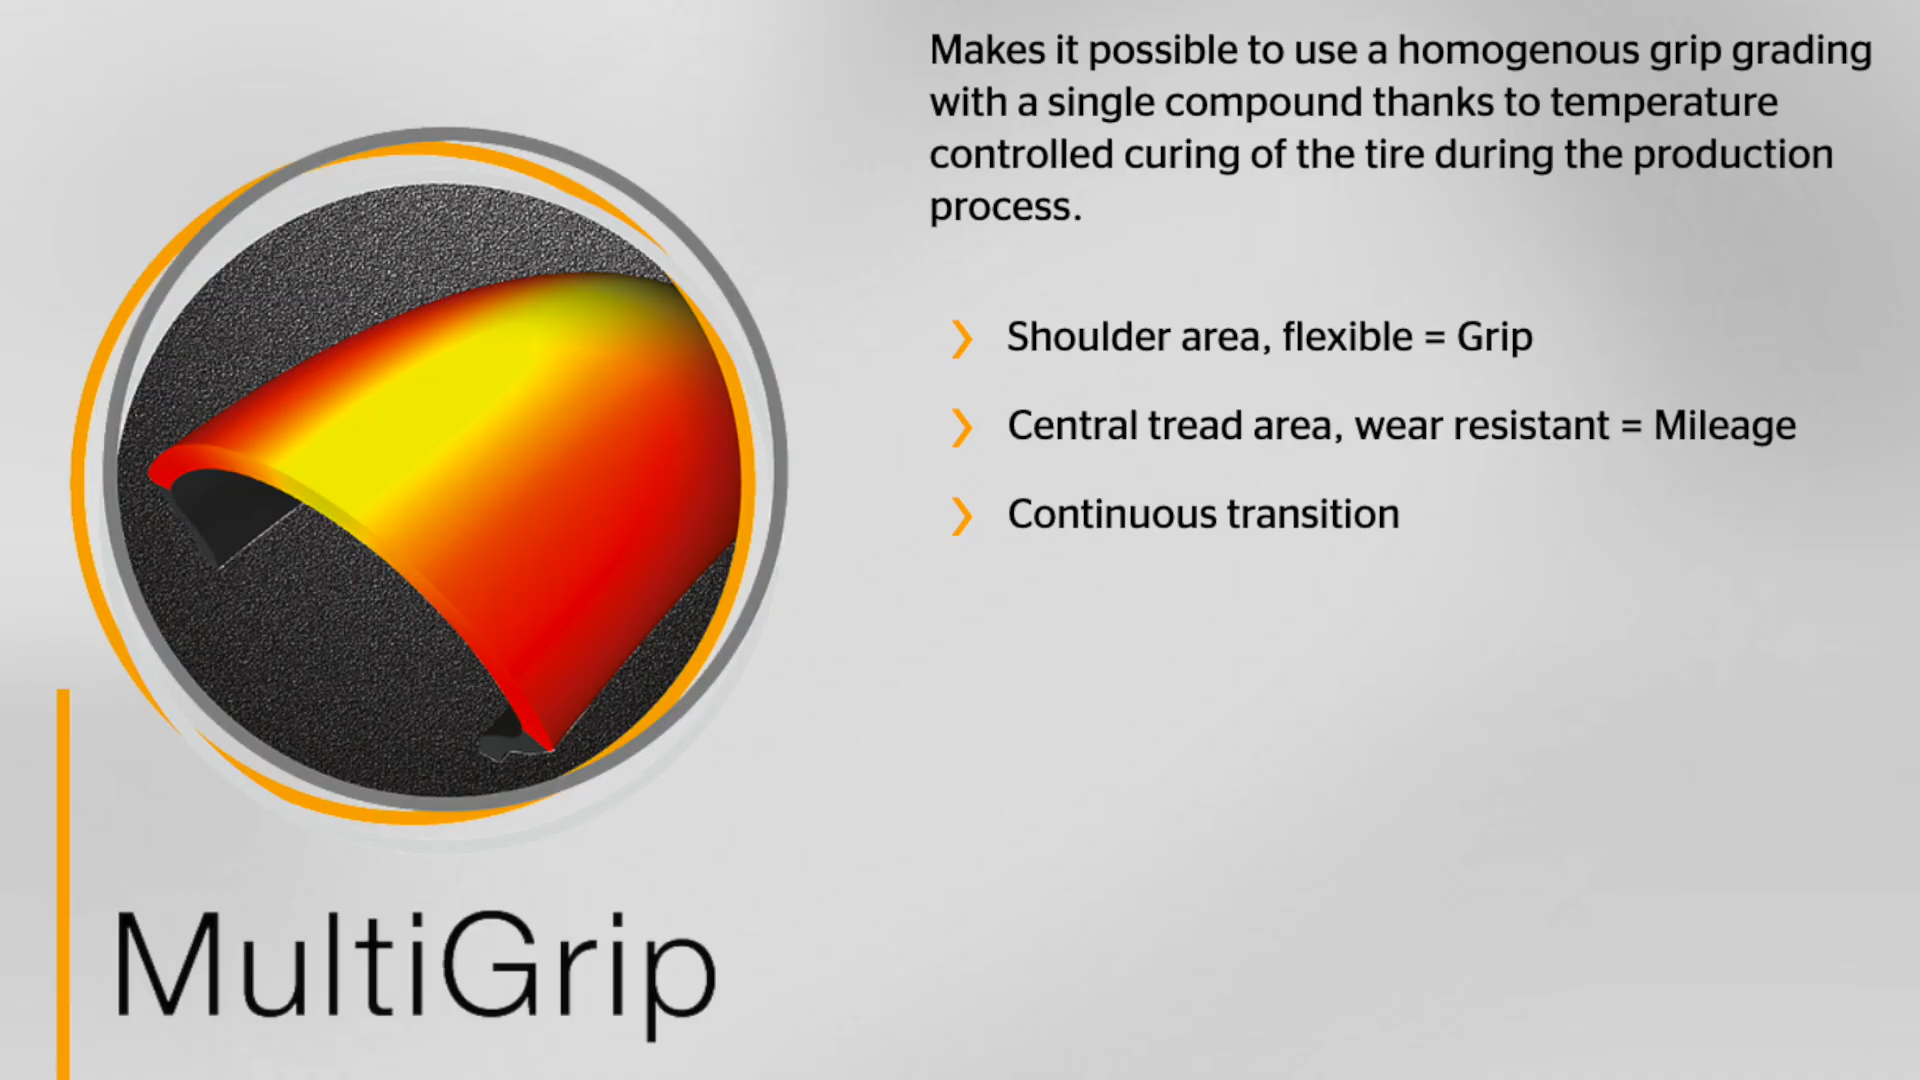 Makes it possible to use a homogenous grip grading
with a single compound thanks to temperature
controlled curing of the tire during the production
process.
Shoulder area, flexible = Grip
Central tread area, wear resistant = Mileage
Continuous transition
MultiGrip